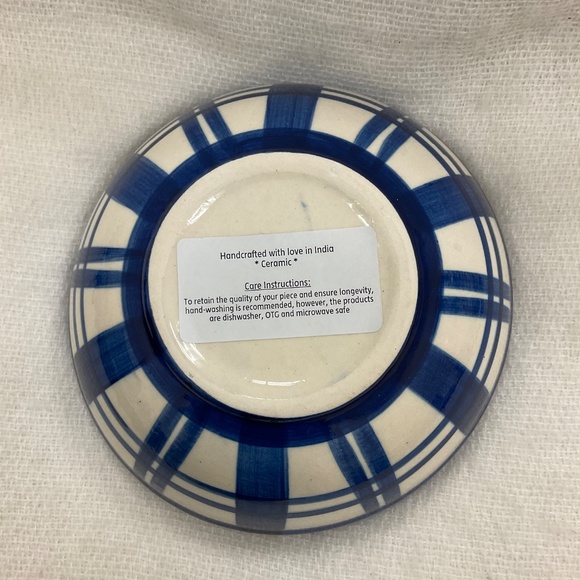 Handcrafted with love in India
* Ceramic *
Care Instructions:
To retain the quality of your piece and ensure longevity,
hand-washing is recommended, however, the products
are dishwasher, OTG and microwave safe